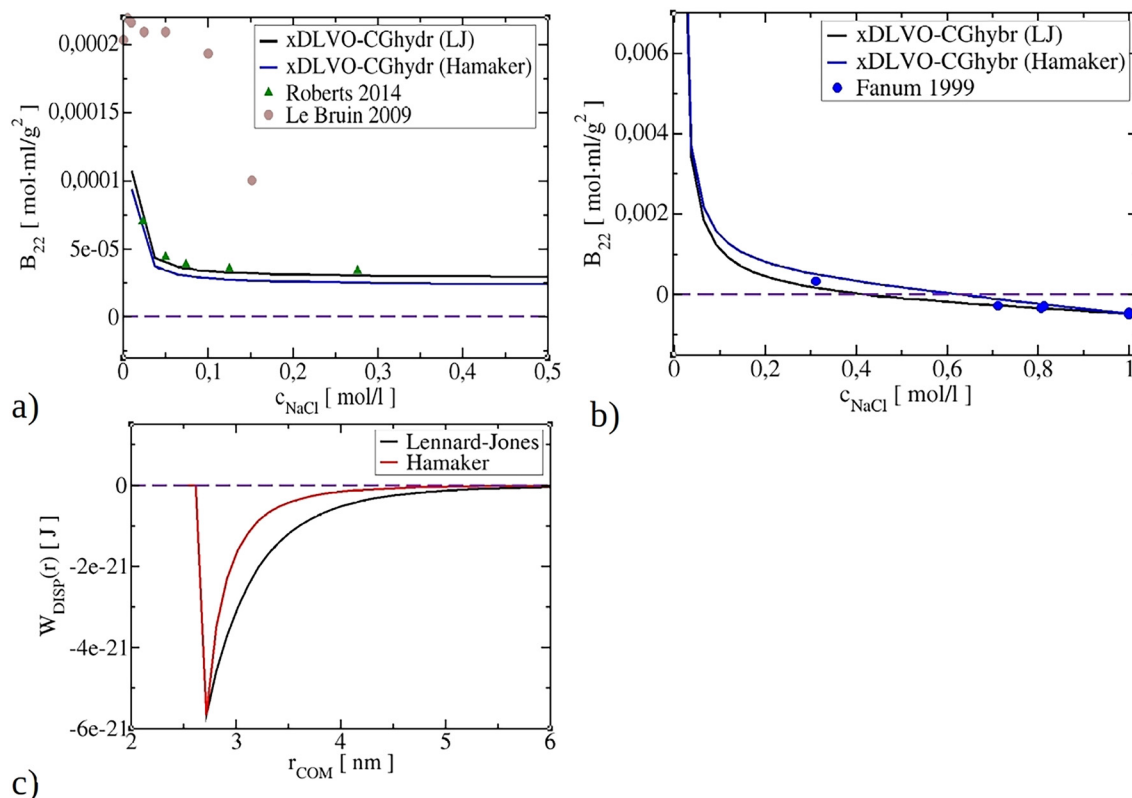 0,0002
0,00015
0,0001
5e-05
0
B22 [ mol·ml/g2 ]
xDLVO-CGhydr (LJ)
xDLVO-CGhydr (Hamaker)
Roberts 2014
Le Bruin 2009
0 0,1 0,2 0,3 0,4 0,5
cNaCl [ mol/l ]
a)
0,006
0,004
0,002
0
B22 [ mol·ml/g2 ]
xDLVO-CGhybr (LJ)
xDLVO-CGhybr (Hamaker)
Fanum 1999
0 0,2 0,4 0,6 0,8 1
cNaCl [ mol/l ]
b)
0
-2e-21
-4e-21
-6e-21
WDISP(r) [ J ]
Lennard-Jones
Hamaker
2 3 4 5 6
rCOM [ nm ]
c)